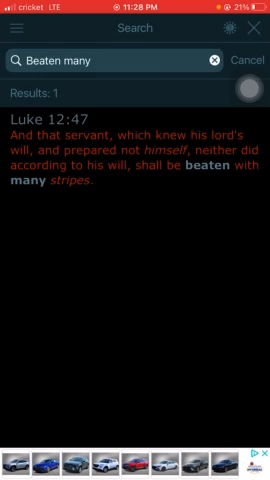 cricket LTE 11:28 PM 21%
Search
Beaten many Cancel
Results: 1
Luke 12:47
And that servant, which knew his lord's
will, and prepared not himself, neither did
according to his will, shall be beaten with
many stripes.